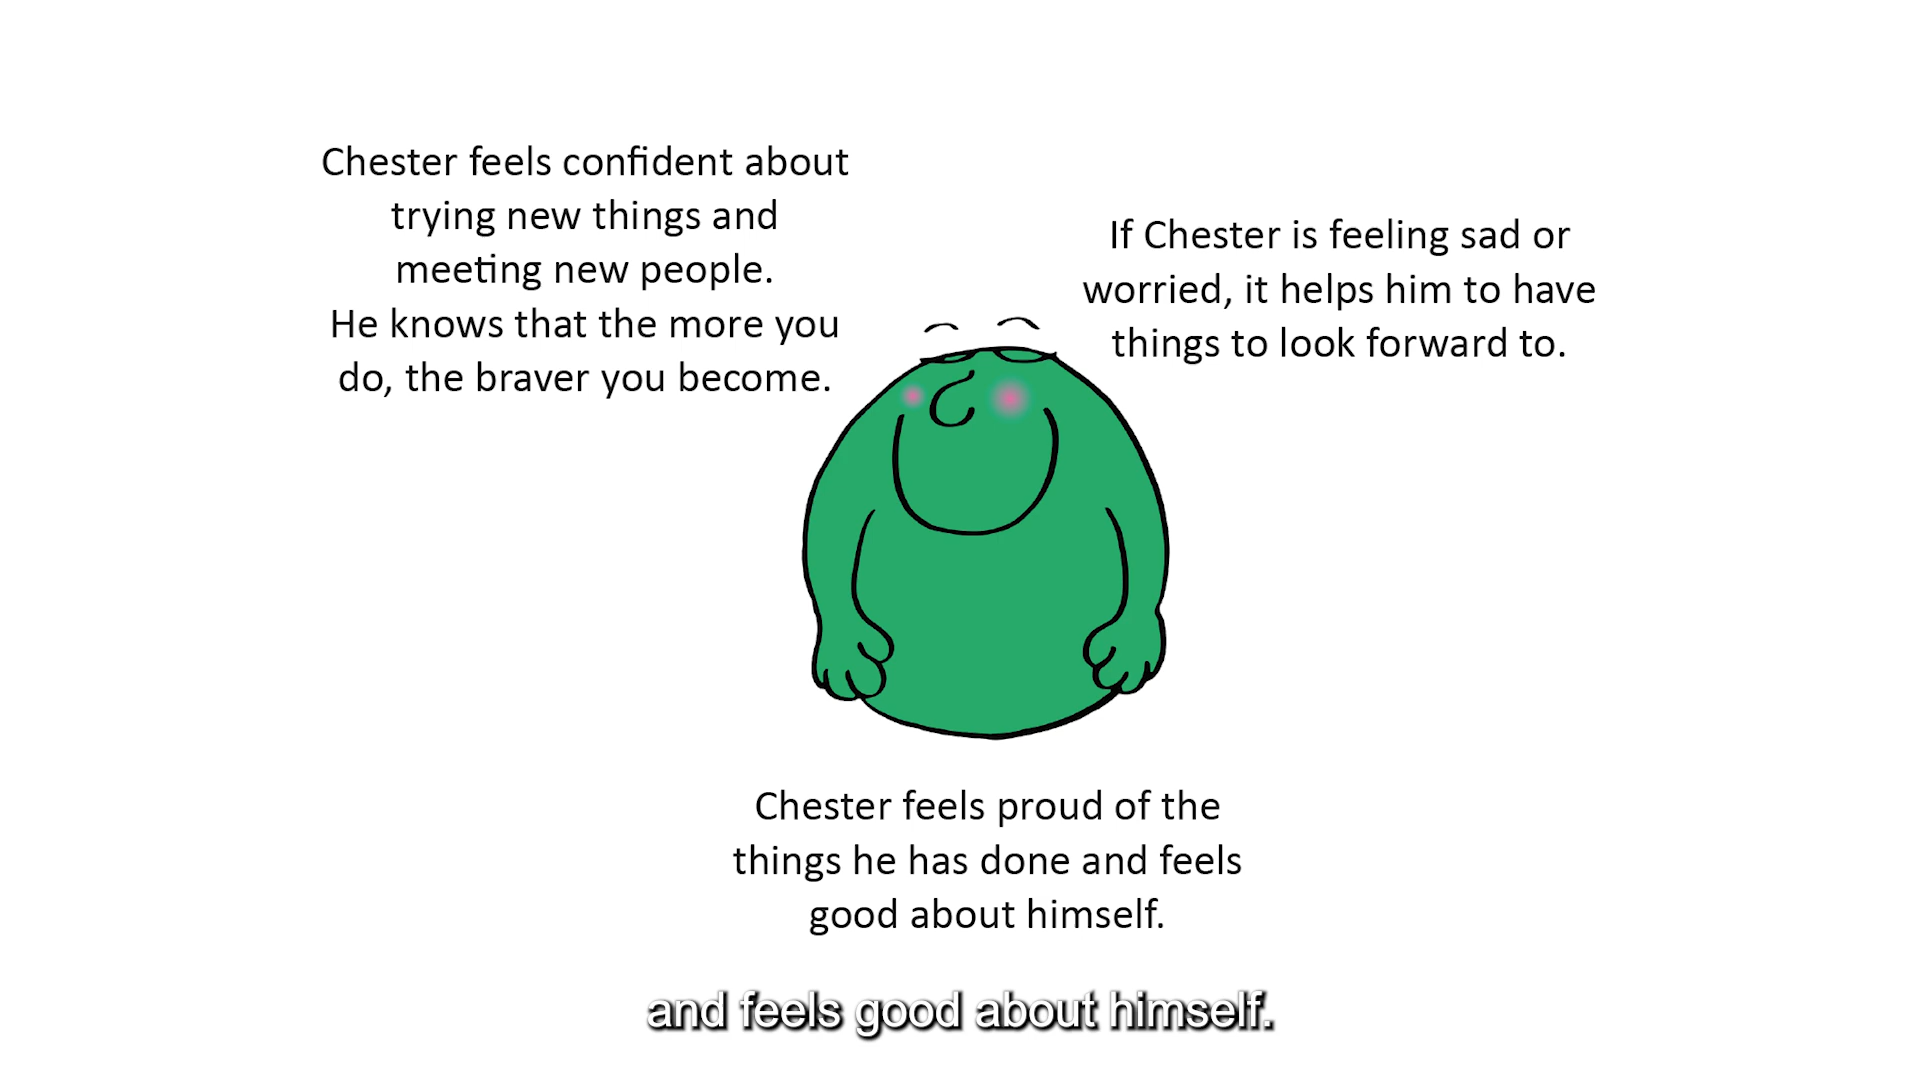 Chester feels confident about
trying new things and
meeting new people.
He knows that the more you
do, the braver you become.
If Chester is feeling sad or
worried, it helps him to have
things to look forward to.
Chester feels proud of the
things he has done and feels
good about himself.
and feels good about himself.